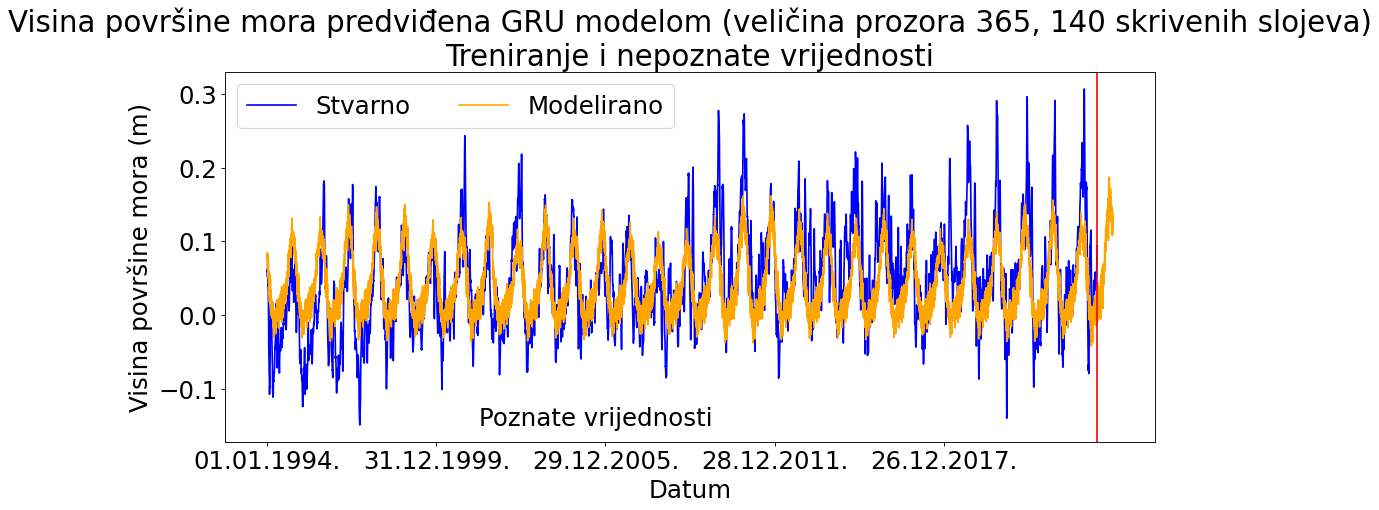 Visina površine mora predviđena GRU modelom (veličina prozora 365, 140 skrivenih slojeva)
Treniranje i nepoznate vrijednosti
Stvarno
Modelirano
Visina površine mora (m)
0.3
0.2
0.1
0.0
−0.1
Poznate vrijednosti
01.01.1994.
31.12.1999.
29.12.2005.
28.12.2011.
26.12.2017.
Datum